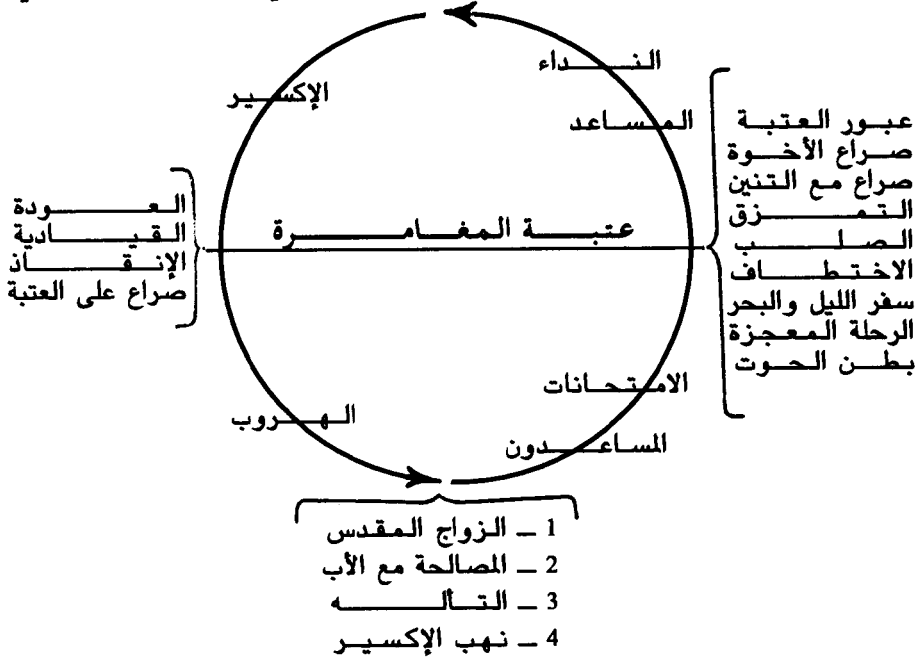 النداء
المساعد
الإكسير
عبور العتبة
صراع الأخوة
صراع مع التنين
التمزق
الصلب
الاختطاف
سفر الليل والبحر
الرحلة المعجزة
بطن الحوت
عتبة المغامرة
العودة
القيادية
الإنقاذ
صراع على العتبة
الامتحانات
المساعدون
الهروب
1 – الزواج المقدس
2 – المصالحة مع الأب
3 – التأله
4 – نهب الإكسير